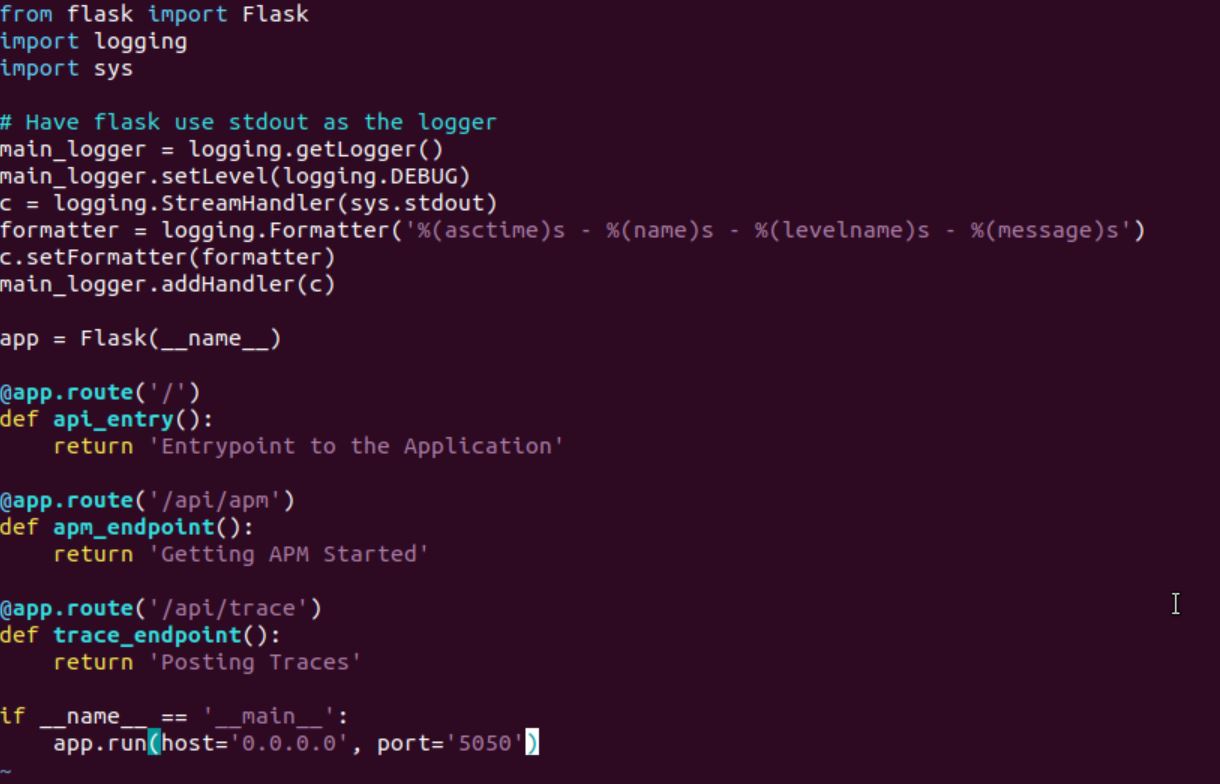 from flask import Flask
import logging
import sys

# Have flask use stdout as the logger
main_logger = logging.getLogger()
main_logger.setLevel(logging.DEBUG)
c = logging.StreamHandler(sys.stdout)
formatter = logging.Formatter('%(asctime)s - %(name)s - %(levelname)s - %(message)s')
c.setFormatter(formatter)
main_logger.addHandler(c)

app = Flask(__name__)

@app.route('/')
def api_entry():
    return 'Entrypoint to the Application'

@app.route('/api/apm')
def apm_endpoint():
    return 'Getting APM Started'

@app.route('/api/trace')
def trace_endpoint():
    return 'Posting Traces'

if __name__ == '__main__':
    app.run(host='0.0.0.0', port='5050')
~